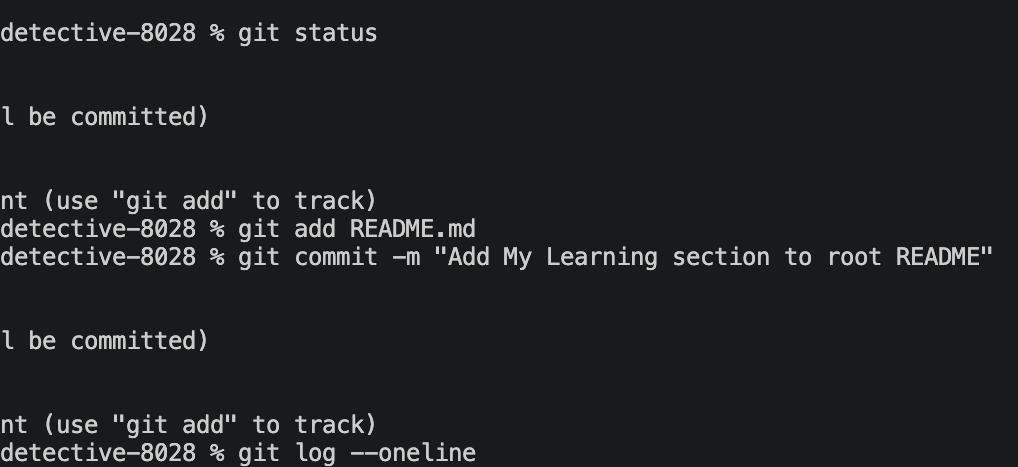 detective-8028 % git status
l be committed)
nt (use "git add" to track)
detective-8028 % git add README.md
detective-8028 % git commit -m "Add My Learning section to root README"
l be committed)
nt (use "git add" to track)
detective-8028 % git log --oneline